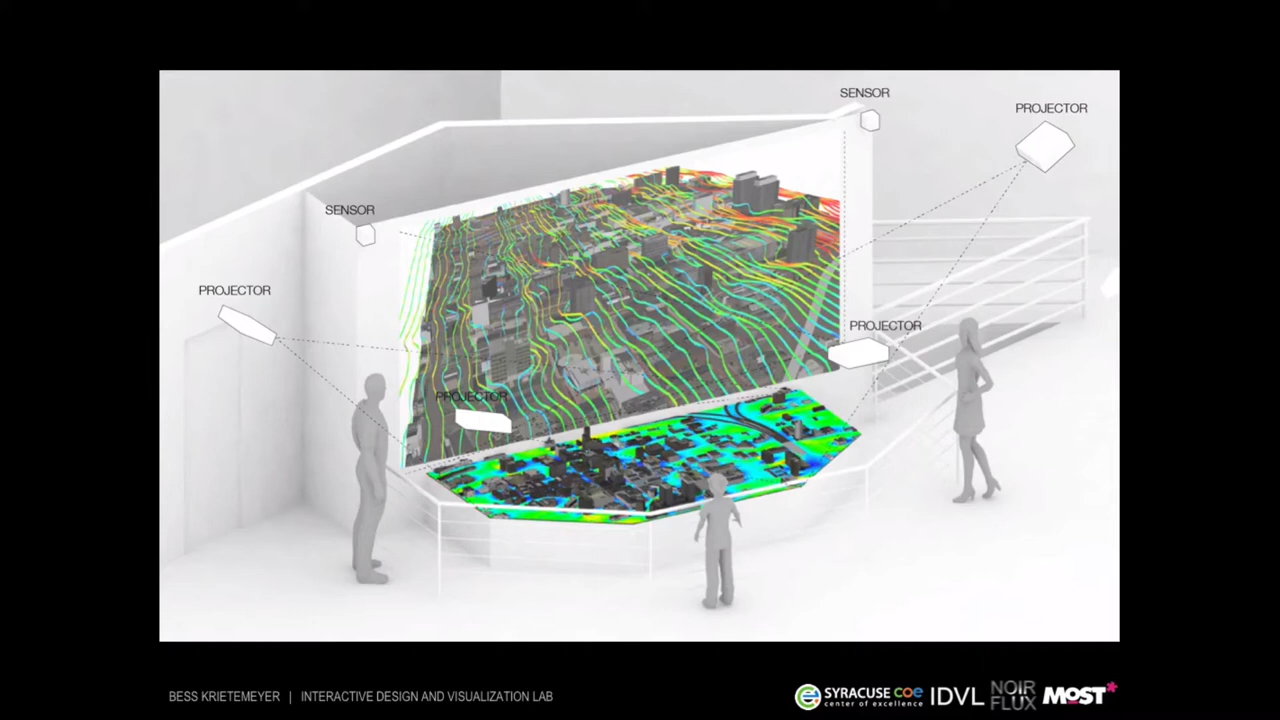 SENSOR
PROJECTOR
SENSOR
PROJECTOR
PROJECTOR
PROJECTOR
BESS KRIETEMEYER | INTERACTIVE DESIGN AND VISUALIZATION LAB
SYRACUSE COE
center of excellence
IDVL
NOIR
FLUX
MOST*